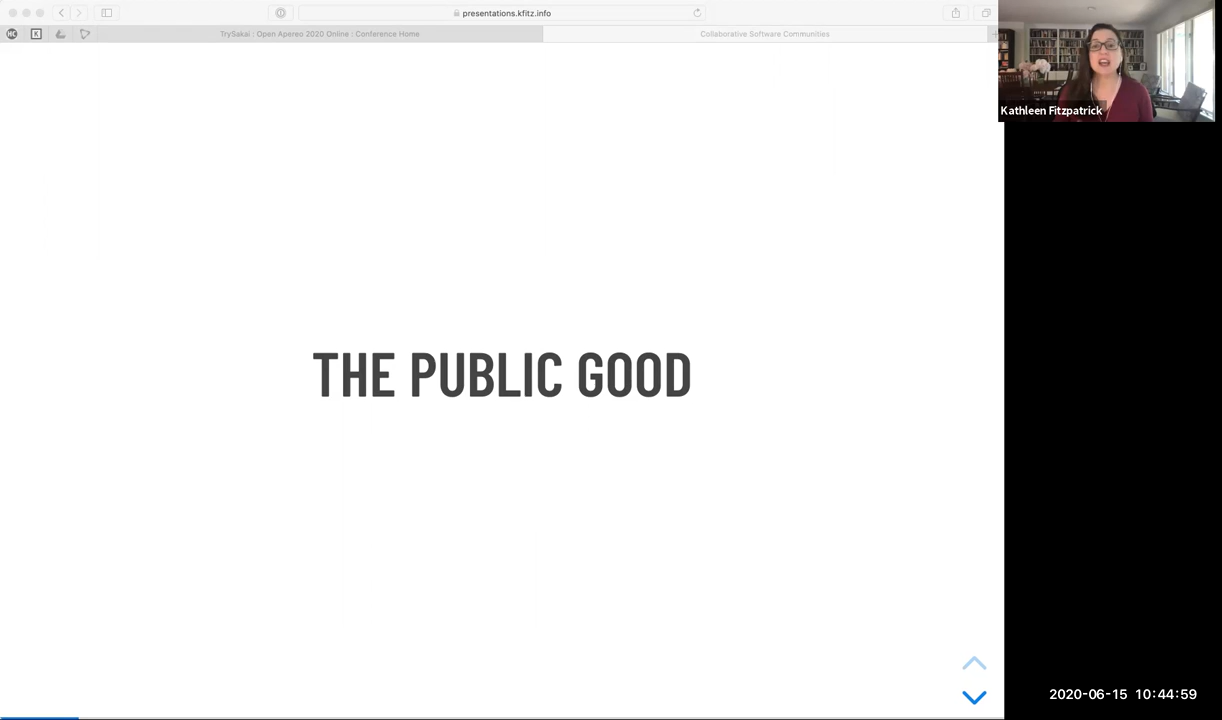 presentations.kfitz.info
HC
K
TrySakai : Open Apereo 2020 Online : Conference Home
Collaborative Software Communities
Kathleen Fitzpatrick
THE PUBLIC GOOD
2020-06-15 10:44:59